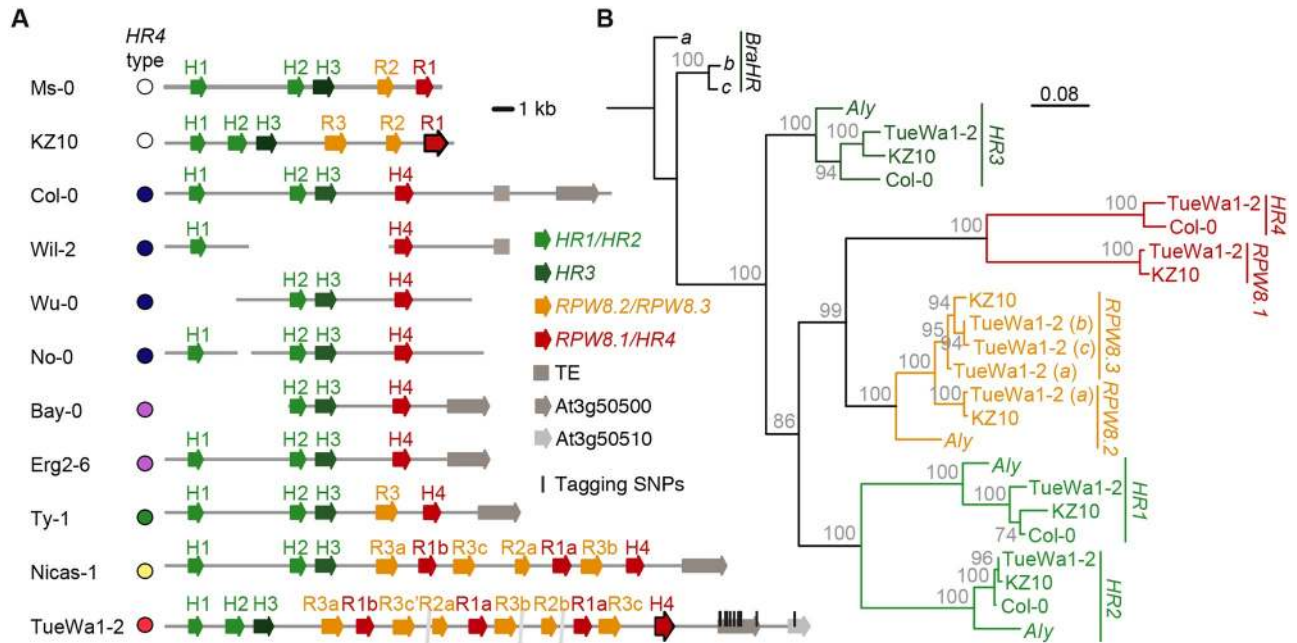 A
HR4
type
Ms-0
H1 H2 H3 R2 R1
1 kb
KZ10
H1 H2 H3 R3 R2 R1
Col-0
H1 H2 H3 H4
Wil-2
H1 H4
Wu-0
H2 H3 H4
No-0
H1 H2 H3 H4
Bay-0
H2 H3 H4
Erg2-6
H1 H2 H3 H4
Ty-1
H1 H2 H3 R3 H4
Nicas-1
H1 H2 H3 R3a R1b R3c R2a R1a R3b H4
TueWa1-2
H1 H2 H3 R3a R1b R3c' R2a R1a R3b R2b R1a R3c H4
HR1/HR2
HR3
RPW8.2/RPW8.3
RPW8.1/HR4
TE
At3g50500
At3g50510
Tagging SNPs
B
a
100
b
c
BraHR
0.08
100
Aly
100
TueWa1-2
KZ10
94
Col-0
HR3
100
100
TueWa1-2
Col-0
HR4
100
100
TueWa1-2
KZ10
RPW8.1
99
94
KZ10
95
TueWa1-2 (b)
94
TueWa1-2 (c)
100
TueWa1-2 (a)
RPW8.3
100
100
TueWa1-2 (a)
KZ10
RPW8.2
Aly
86
100
Aly
100
TueWa1-2
KZ10
74
Col-0
HR1
100
96
TueWa1-2
100
KZ10
100
Col-0
Aly
HR2